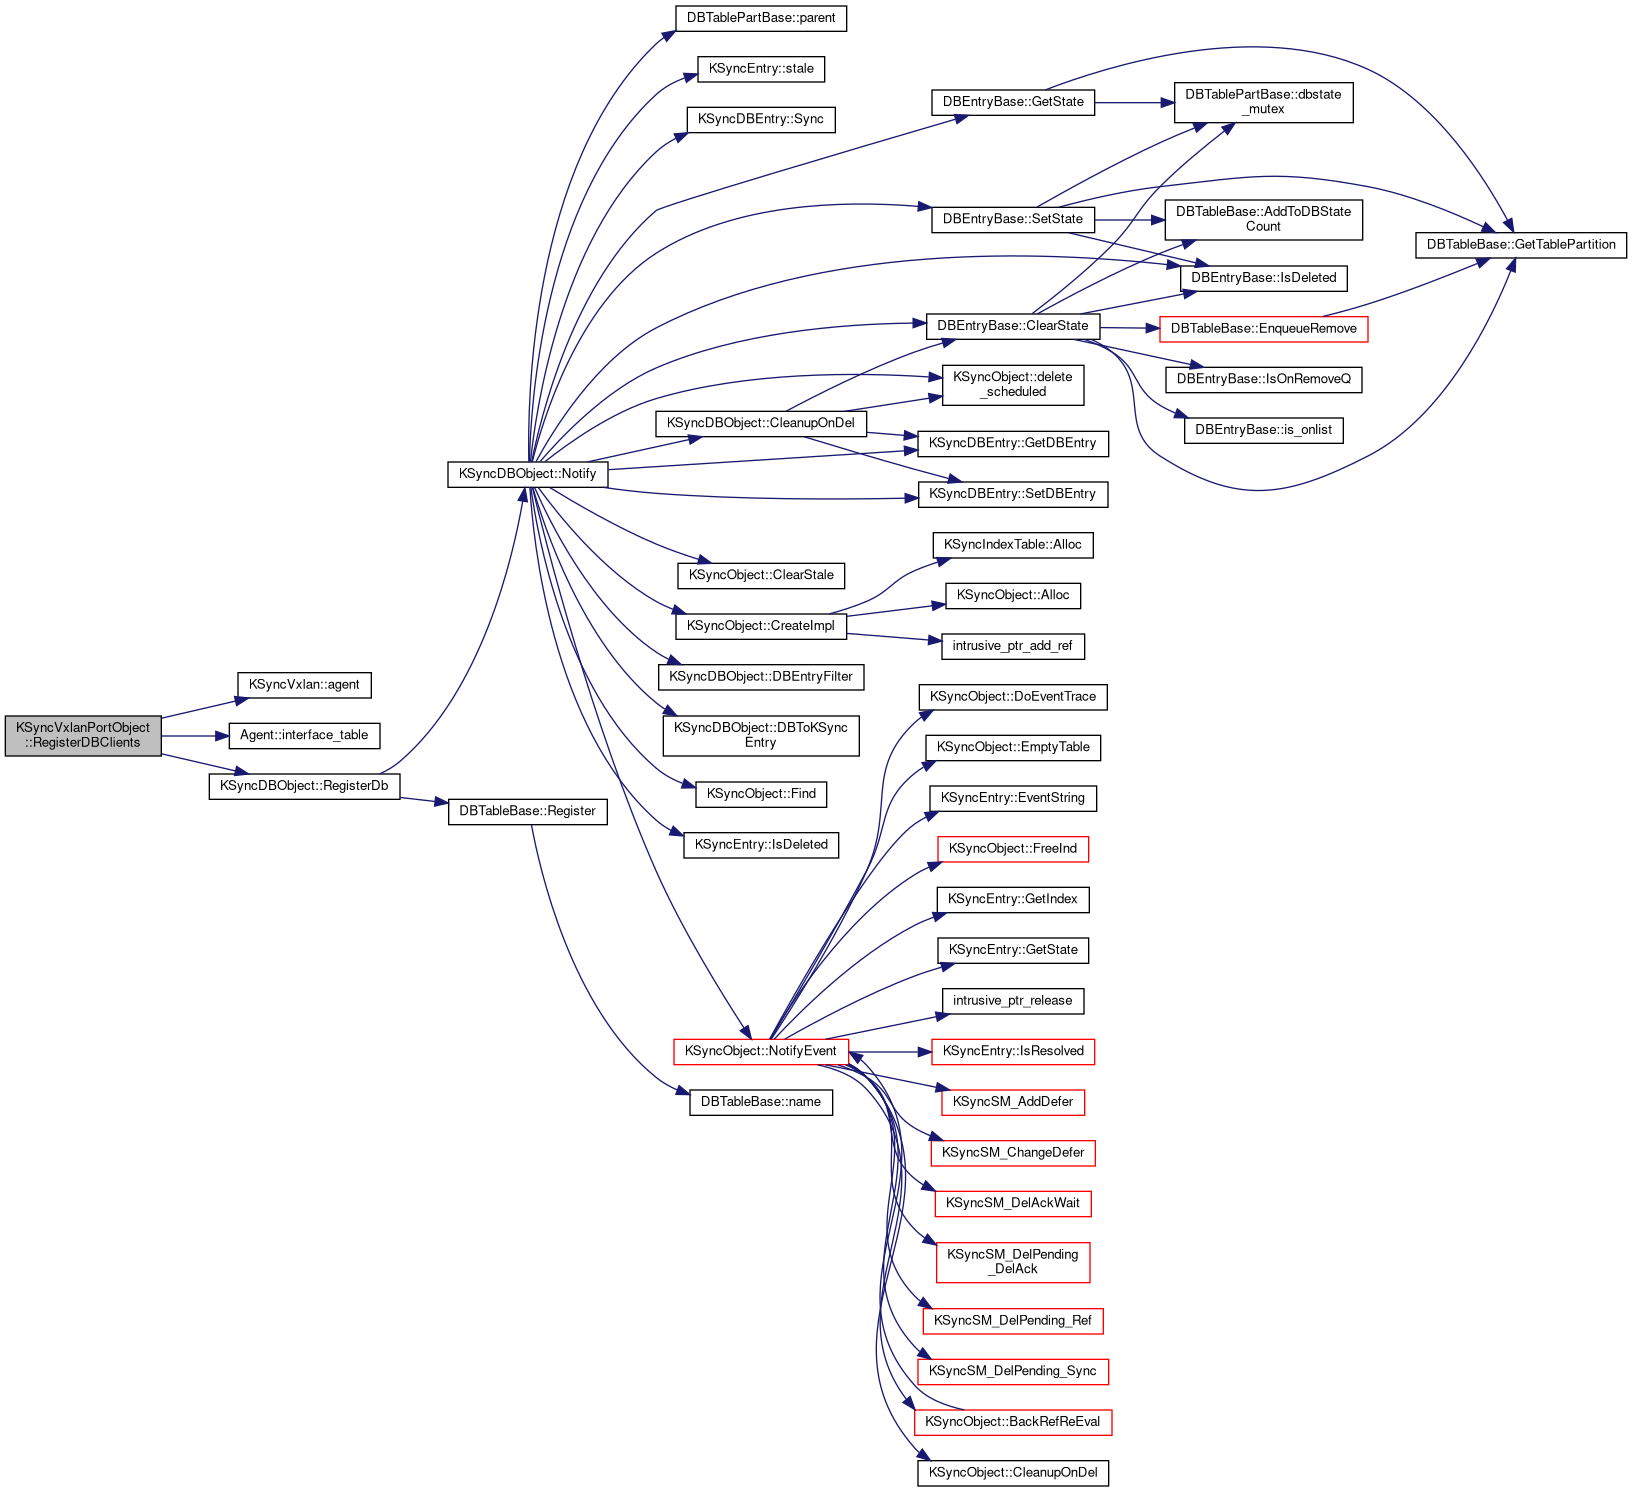 DBTablePartBase::parent
KSyncEntry::stale
KSyncDBEntry::Sync
DBEntryBase::GetState
DBTablePartBase::dbstate
_mutex
DBEntryBase::SetState
DBTableBase::AddToDBState
Count
DBTableBase::GetTablePartition
DBEntryBase::IsDeleted
DBEntryBase::ClearState
DBTableBase::EnqueueRemove
KSyncObject::delete
_scheduled
DBEntryBase::IsOnRemoveQ
KSyncDBObject::CleanupOnDel
DBEntryBase::is_onlist
KSyncDBEntry::GetDBEntry
KSyncDBObject::Notify
KSyncDBEntry::SetDBEntry
KSyncIndexTable::Alloc
KSyncObject::ClearStale
KSyncObject::Alloc
KSyncObject::CreateImpl
intrusive_ptr_add_ref
KSyncDBObject::DBEntryFilter
KSyncVxlan::agent
KSyncObject::DoEventTrace
KSyncVxlanPortObject
::RegisterDBClients
Agent::interface_table
KSyncDBObject::DBToKSync
Entry
KSyncObject::EmptyTable
KSyncDBObject::RegisterDb
KSyncObject::Find
KSyncEntry::EventString
DBTableBase::Register
KSyncEntry::IsDeleted
KSyncObject::FreeInd
KSyncEntry::GetIndex
KSyncEntry::GetState
intrusive_ptr_release
KSyncObject::NotifyEvent
KSyncEntry::IsResolved
DBTableBase::name
KSyncSM_AddDefer
KSyncSM_ChangeDefer
KSyncSM_DelAckWait
KSyncSM_DelPending
_DelAck
KSyncSM_DelPending_Ref
KSyncSM_DelPending_Sync
KSyncObject::BackRefReEval
KSyncObject::CleanupOnDel